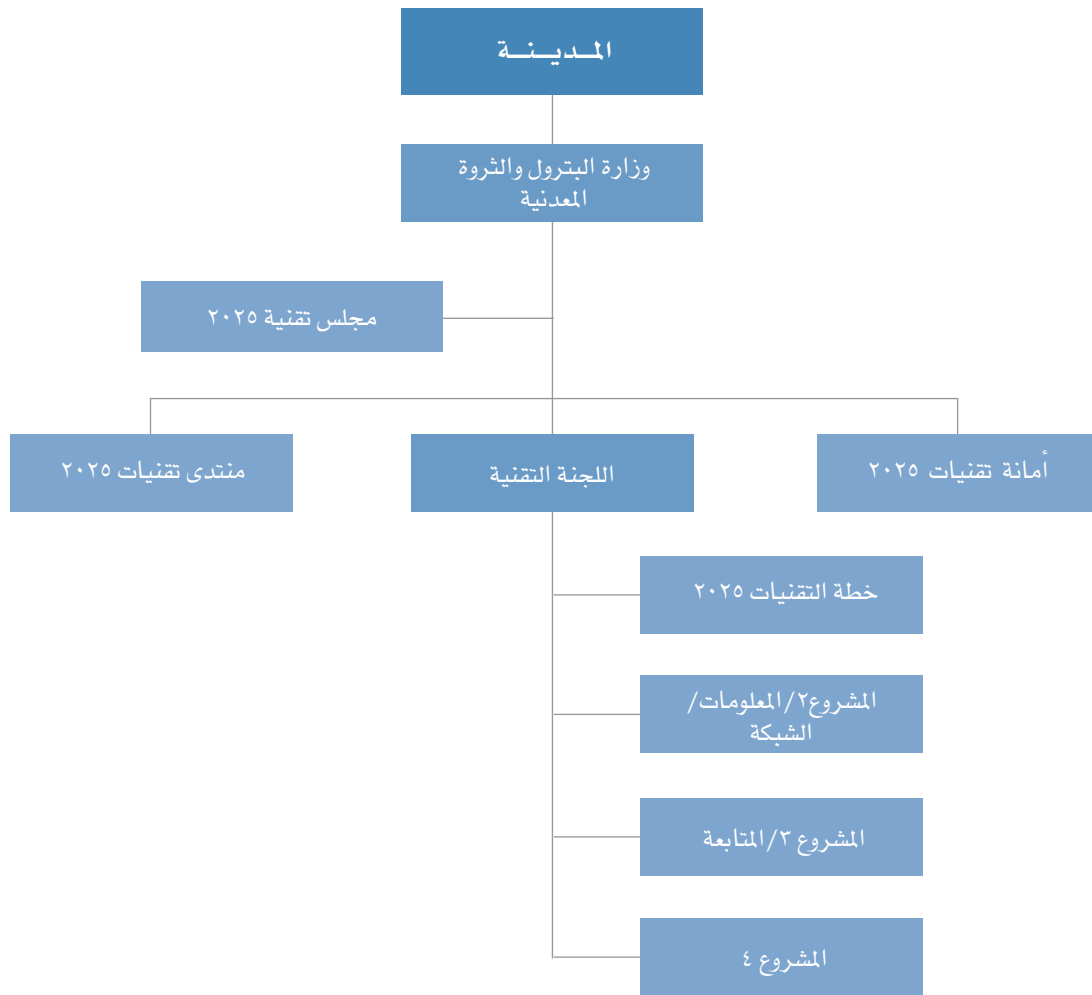 المدينة
وزارة البترول والثروة
المعدنية
مجلس تقنية ٢٠٢٥
أمانة تقنيات ٢٠٢٥
اللجنة التقنية
منتدى تقنيات ٢٠٢٥
خطة التقنيات ٢٠٢٥
المشروع٢/المعلومات/
الشبكة
المشروع ٣/المتابعة
المشروع ٤